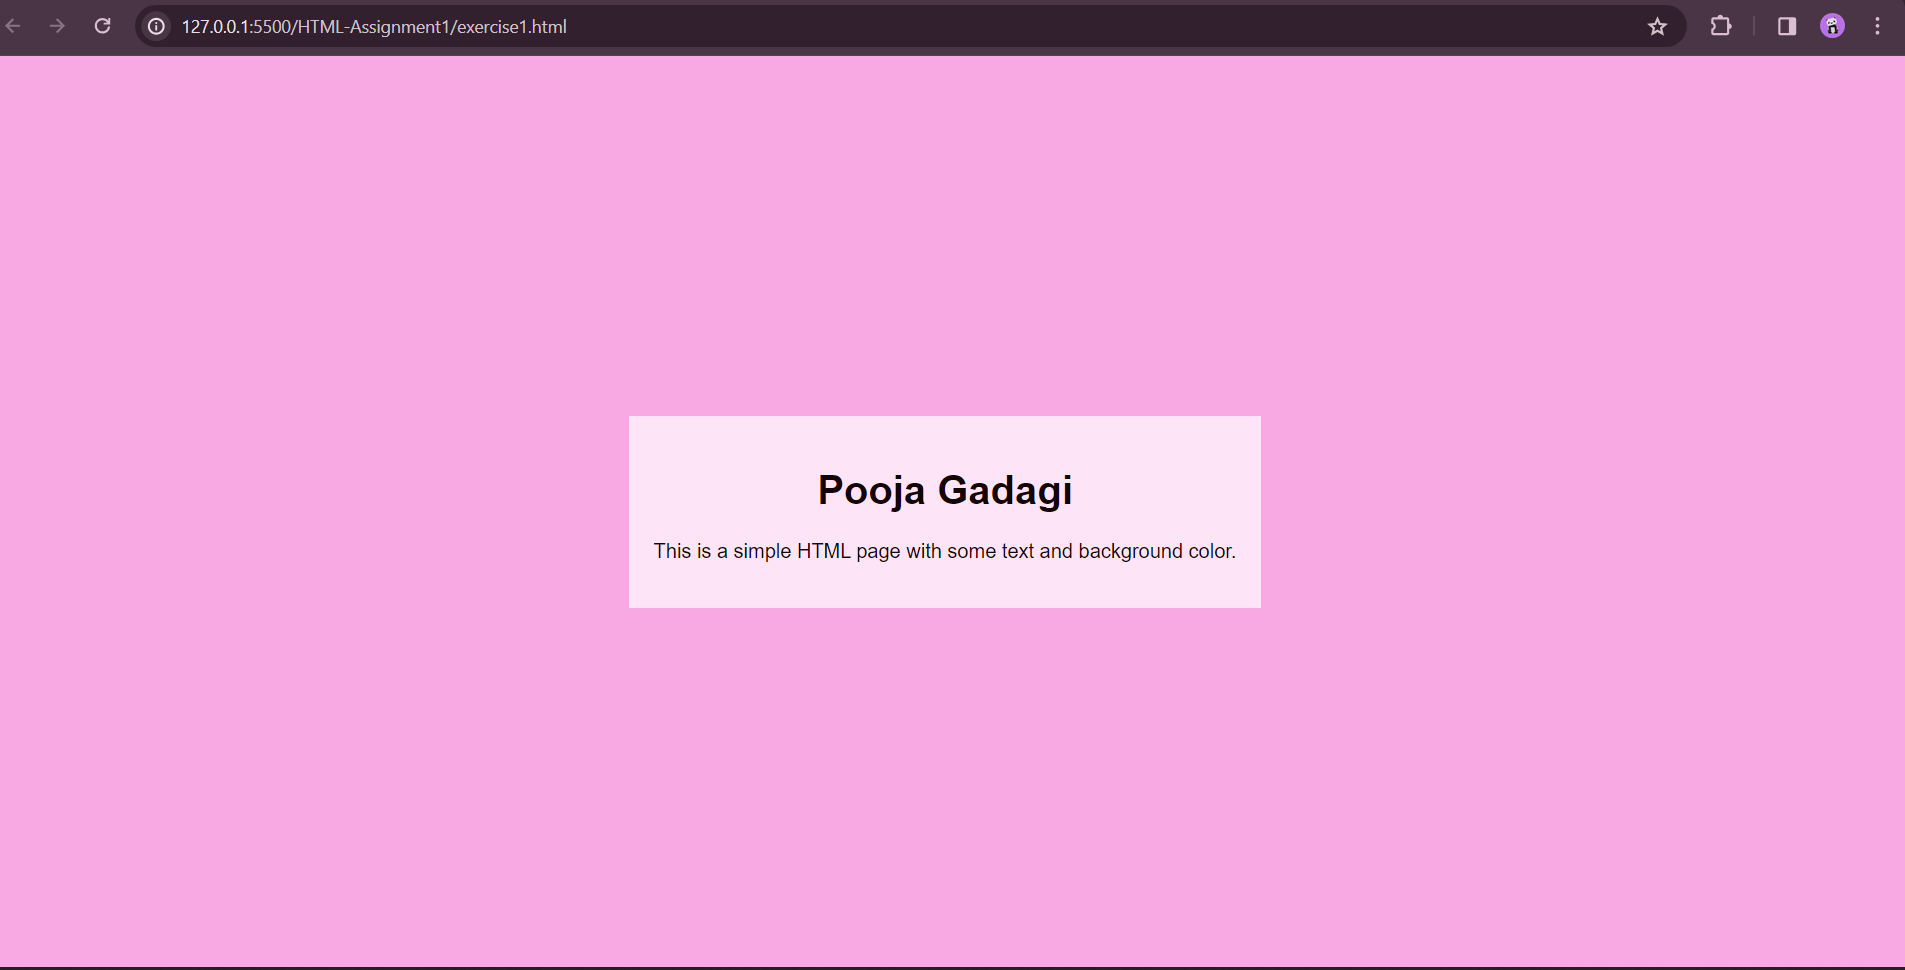 127.0.0.1:5500/HTML-Assignment1/exercise1.html
Pooja Gadagi
This is a simple HTML page with some text and background color.